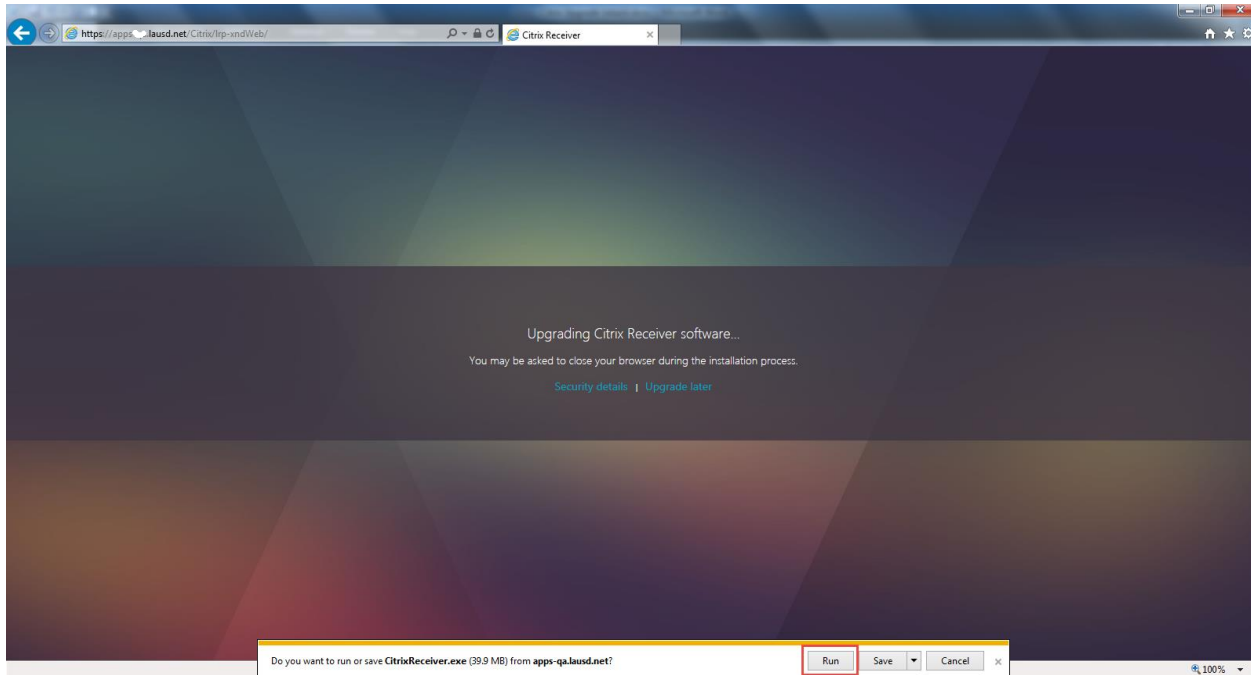 https://apps lausd.net/Citrix/lrp-xndWeb/
Citrix Receiver
Upgrading Citrix Receiver software...
You may be asked to close your browser during the installation process.
Security details | Upgrade later
Do you want to run or save CitrixReceiver.exe (39.9 MB) from apps-qa.lausd.net?
Run
Save
Cancel
100%